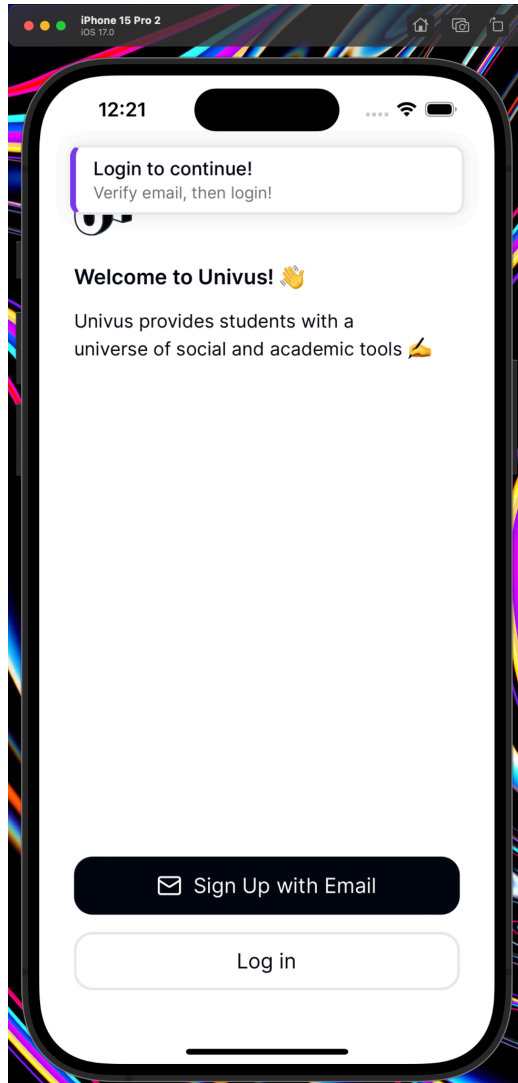 iPhone 15 Pro 2
iOS 17.0
12:21
Login to continue!
Verify email, then login!
Welcome to Univus! 👋
Univus provides students with a
universe of social and academic tools ✍️
Sign Up with Email
Log in